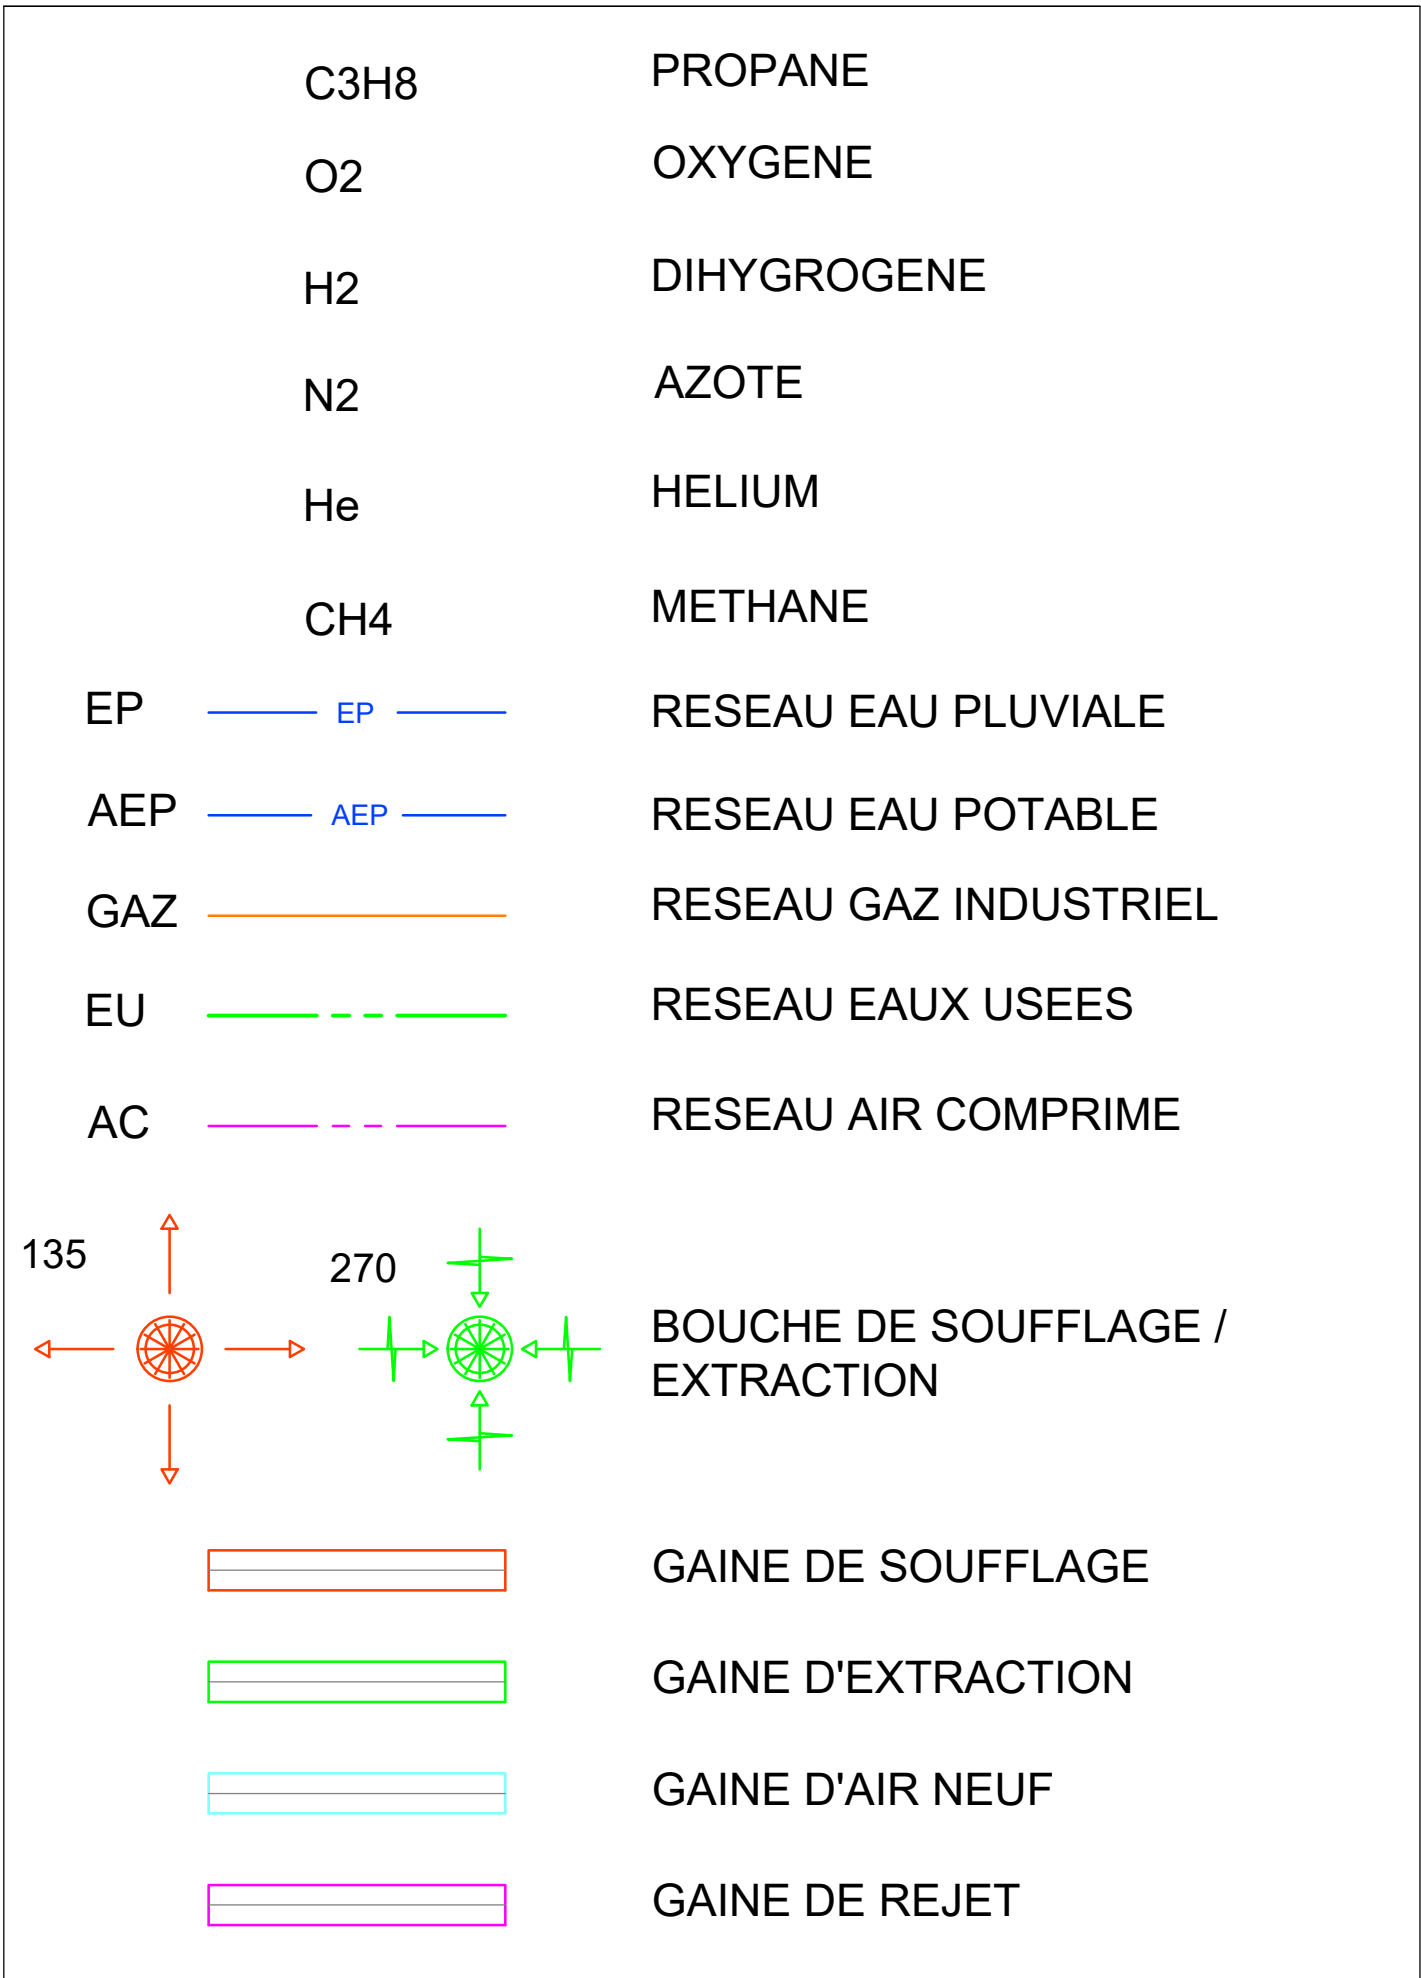 C3H8 PROPANE
O2 OXYGENE
H2 DIHYGROGENE
N2 AZOTE
He HELIUM
CH4 METHANE
EP EP RESEAU EAU PLUVIALE
AEP AEP RESEAU EAU POTABLE
GAZ RESEAU GAZ INDUSTRIEL
EU RESEAU EAUX USEES
AC RESEAU AIR COMPRIME
135 270
BOUCHE DE SOUFFLAGE /
EXTRACTION
GAINE DE SOUFFLAGE
GAINE D'EXTRACTION
GAINE D'AIR NEUF
GAINE DE REJET